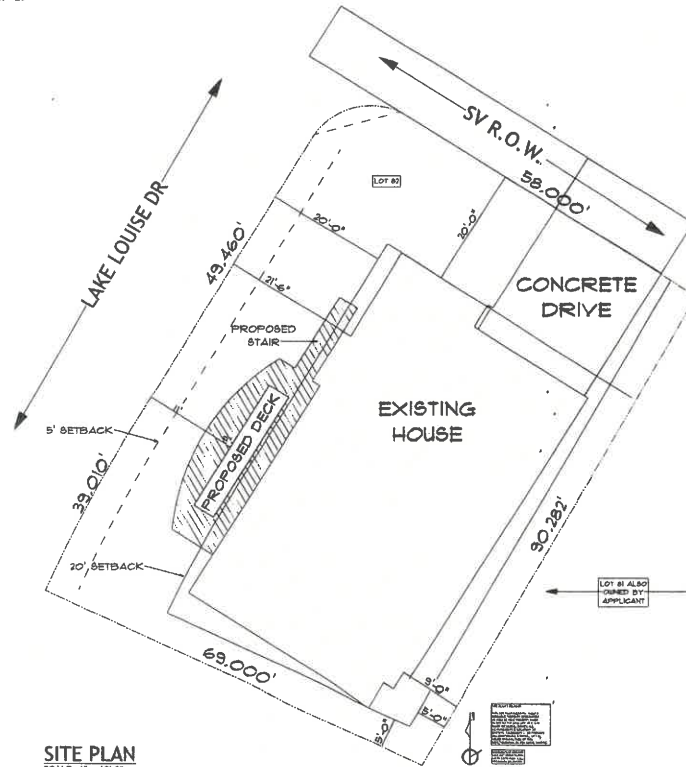 SV R.O.W.
58.000'
LOT 82
LAKE LOUISE DR
20'-0"
20'-0"
49.460'
21'-6"
CONCRETE
DRIVE
PROPOSED
STAIR
EXISTING
HOUSE
PROPOSED DECK
5' SETBACK
39.010'
90.282'
20' SETBACK
LOT 81 ALSO
OWNED BY
APPLICANT
69.000'
5'-0"
5'-0"
SITE PLAN